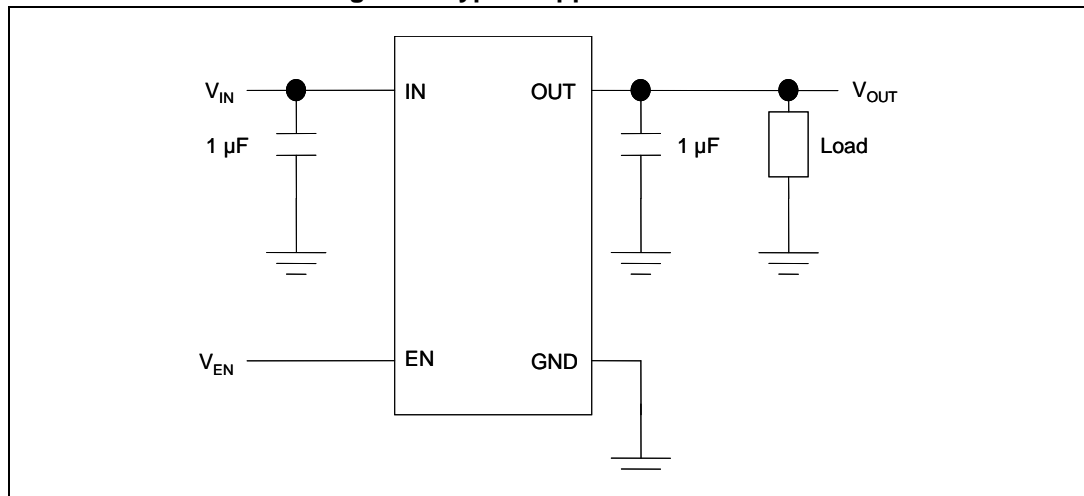 V_IN
IN
OUT
V_OUT
1 µF
1 µF
Load
V_EN
EN
GND